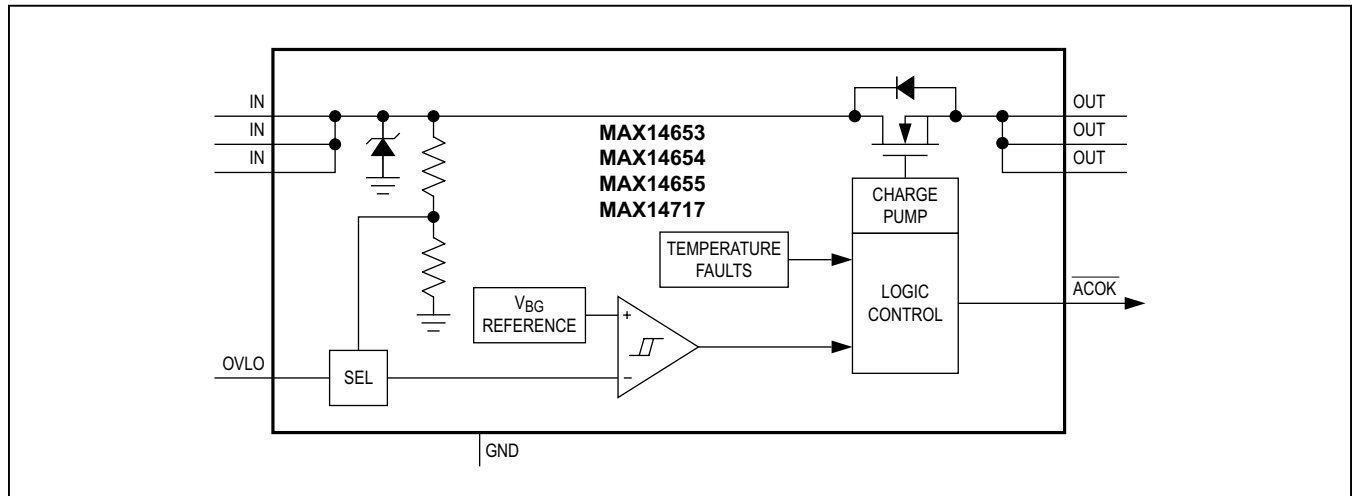 IN
IN
IN
OUT
OUT
OUT
MAX14653
MAX14654
MAX14655
MAX14717
CHARGE
PUMP
TEMPERATURE
FAULTS
LOGIC
CONTROL
ACOK
VBG
REFERENCE
+
−
OVLO
SEL
GND